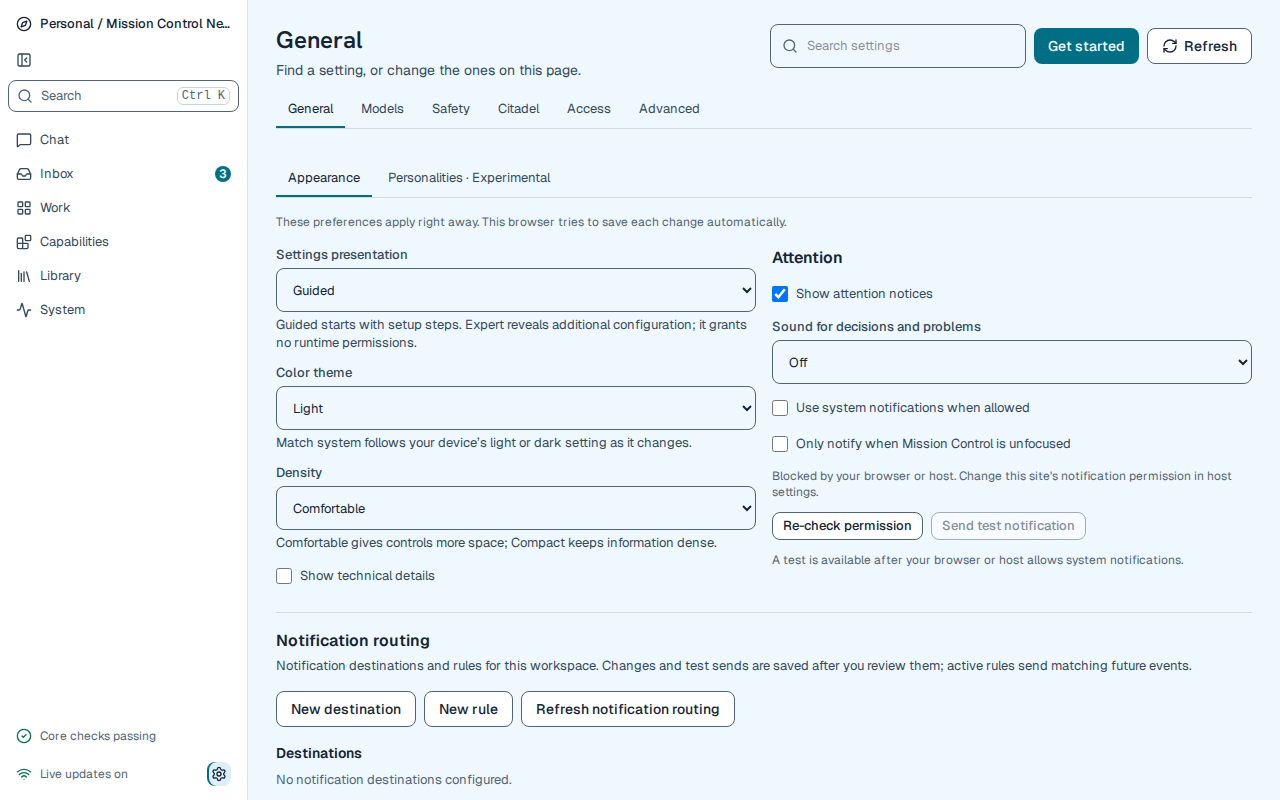 Personal / Mission Control Ne...
Search
Ctrl K
Chat
Inbox
3
Work
Capabilities
Library
System
Core checks passing
Live updates on
General
Find a setting, or change the ones on this page.
Search settings
Get started
Refresh
General
Models
Safety
Citadel
Access
Advanced
Appearance
Personalities · Experimental
These preferences apply right away. This browser tries to save each change automatically.
Settings presentation
Guided
Guided starts with setup steps. Expert reveals additional configuration; it grants
no runtime permissions.
Color theme
Light
Match system follows your device's light or dark setting as it changes.
Density
Comfortable
Comfortable gives controls more space; Compact keeps information dense.
Show technical details
Attention
Show attention notices
Sound for decisions and problems
Off
Use system notifications when allowed
Only notify when Mission Control is unfocused
Blocked by your browser or host. Change this site's notification permission in host
settings.
Re-check permission
Send test notification
A test is available after your browser or host allows system notifications.
Notification routing
Notification destinations and rules for this workspace. Changes and test sends are saved after you review them; active rules send matching future events.
New destination
New rule
Refresh notification routing
Destinations
No notification destinations configured.